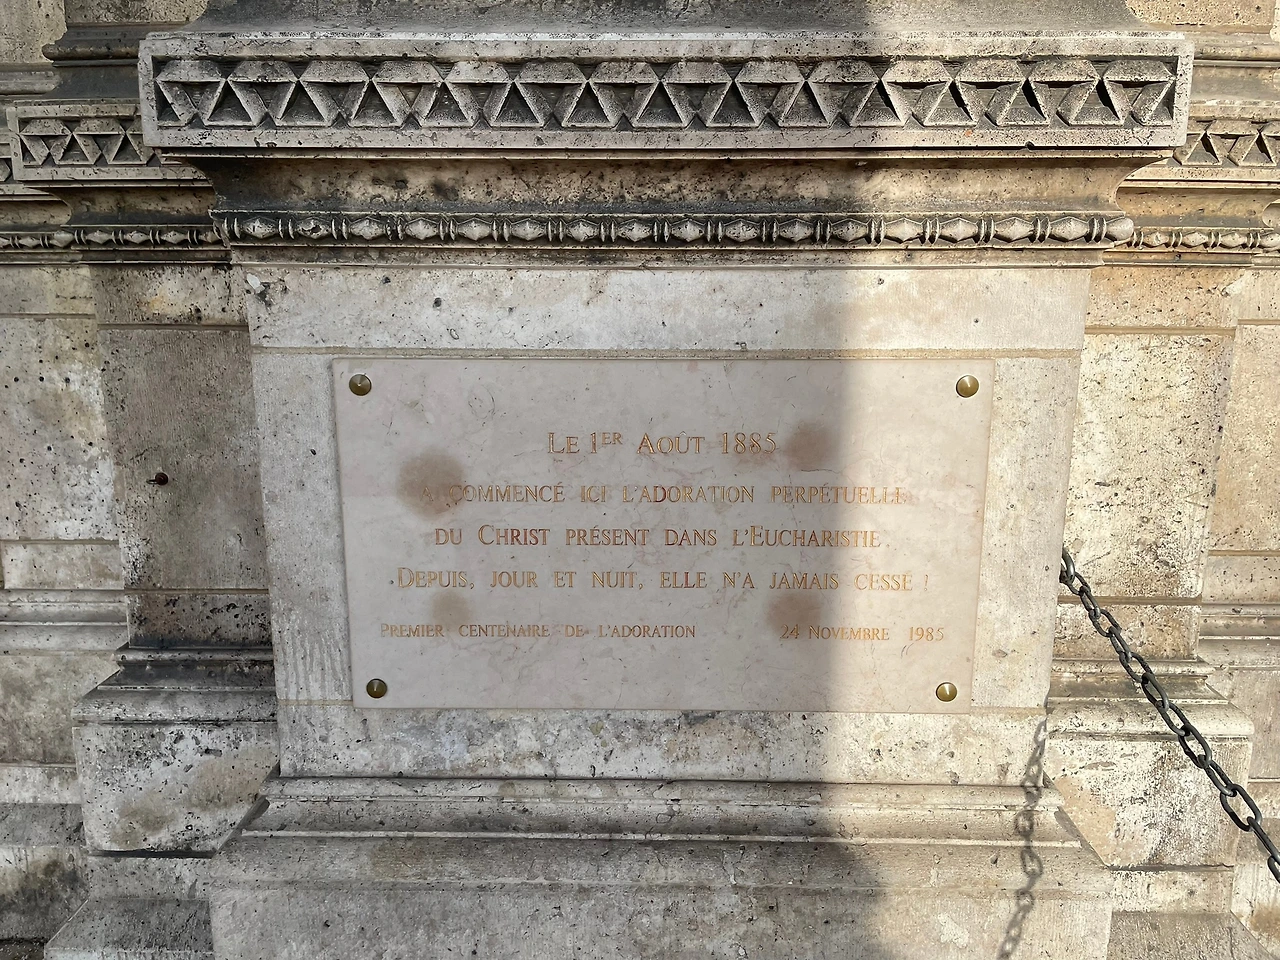 Le 1er Août 1885
a commencé ici l'adoration perpétuelle
du Christ présent dans l'Eucharistie
Depuis, jour et nuit, elle n'a jamais cessé !
Premier centenaire de l'adoration 24 Novembre 1985